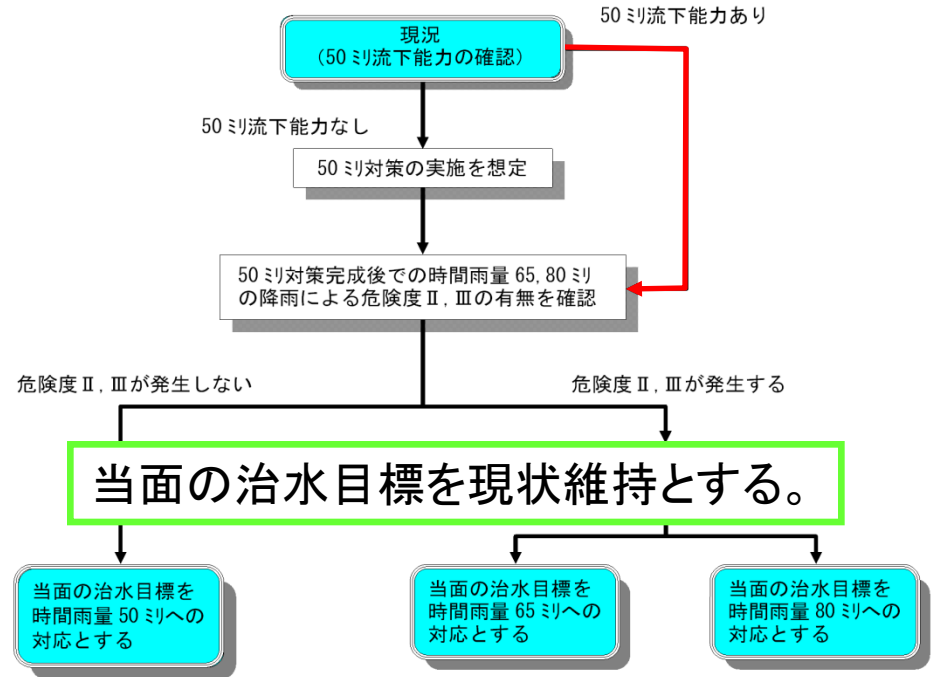 50ミリ流下能力あり
現況
(50ミリ流下能力の確認)
50ミリ流下能力なし
50ミリ対策の実施を想定
50ミリ対策完成後での時間雨量65,80ミリ
の降雨による危険度Ⅱ,Ⅲの有無を確認
危険度Ⅱ,Ⅲが発生しない
危険度Ⅱ,Ⅲが発生する
当面の治水目標を現状維持とする。
当面の治水目標を
時間雨量50ミリへの
対応とする
当面の治水目標を
時間雨量65ミリへの
対応とする
当面の治水目標を
時間雨量80ミリへの
対応とする